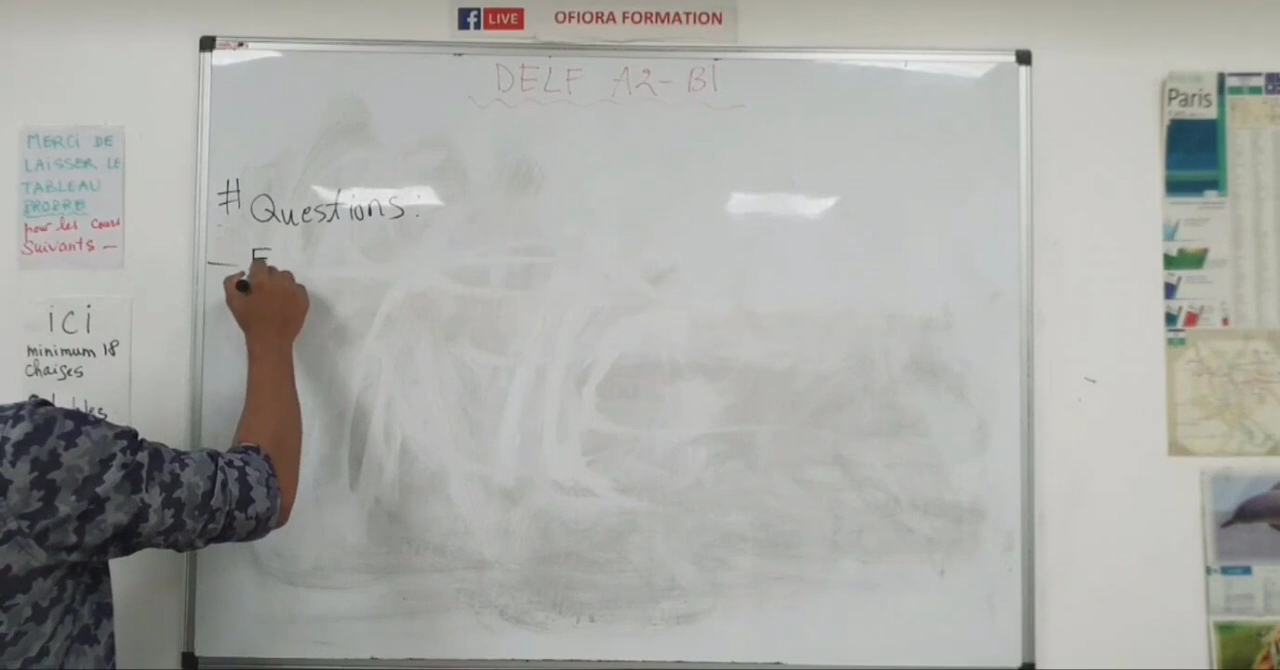 LIVE OFIORA FORMATION
DELF A2-B1
# Questions:
MERCI DE
LAISSER LE
TABLEAU
PROPRE
pour les cours
suivants -
ici
minimum 18
chaises
Paris